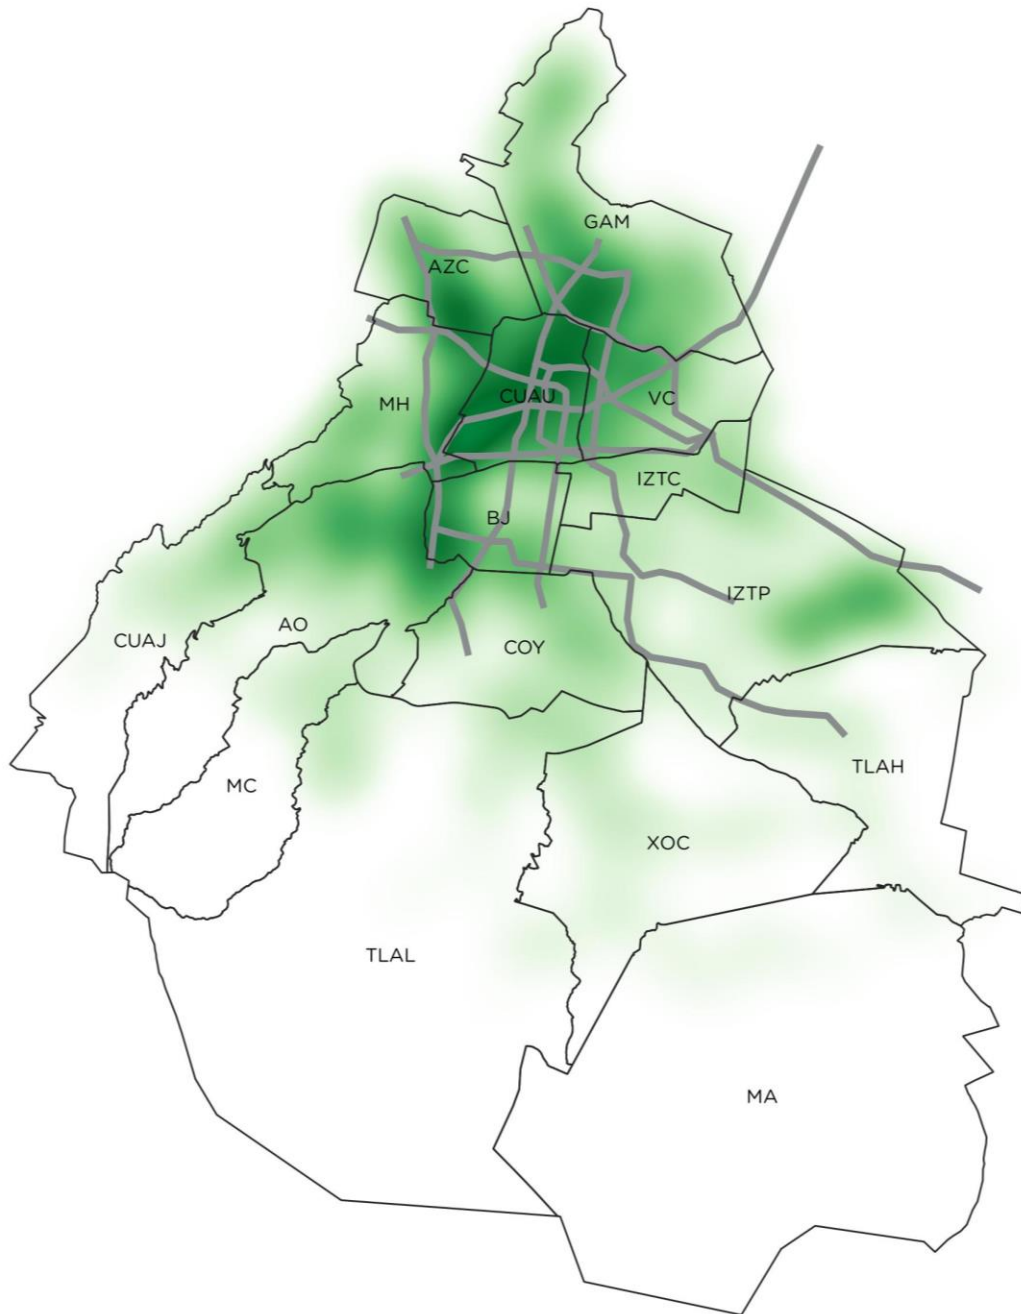 GAM
AZC
CUAU
VC
MH
IZTC
BJ
IZTP
AO
CUAJ
COY
TLAH
MC
XOC
TLAL
MA